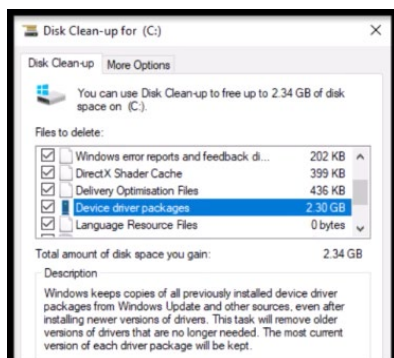 Disk Clean-up for (C:)
Disk Clean-up More Options
You can use Disk Clean-up to free up to 2.34 GB of disk
space on (C:).
Files to delete:
Windows error reports and feedback di... 202 KB
DirectX Shader Cache 399 KB
Delivery Optimisation Files 436 KB
Device driver packages 2.30 GB
Language Resource Files 0 bytes
Total amount of disk space you gain: 2.34 GB
Description
Windows keeps copies of all previously installed device driver
packages from Windows Update and other sources, even after
installing newer versions of drivers. This task will remove older
versions of drivers that are no longer needed. The most current
version of each driver package will be kept.